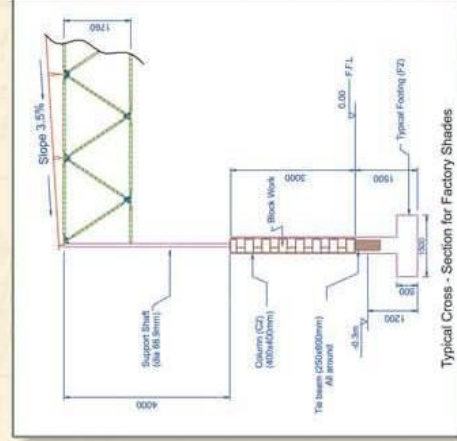 Slope 3.5%
1760
4000
Support Shaft
(dia 88.9mm)
3000
Block Work
Column (C2)
(400x400mm)
0.00
F.F.L
Tie beam (250x600mm)
All around
-0.3m
1500
Typical Footing (F2)
1200
500
1500
Typical Cross - Section for Factory Shades